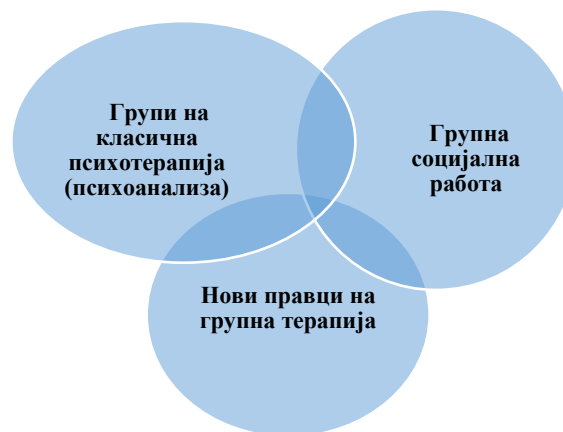 Групи на
класична
психотерапија
(психоанализа)
Групна
социјална
работа
Нови правци на
групна терапија